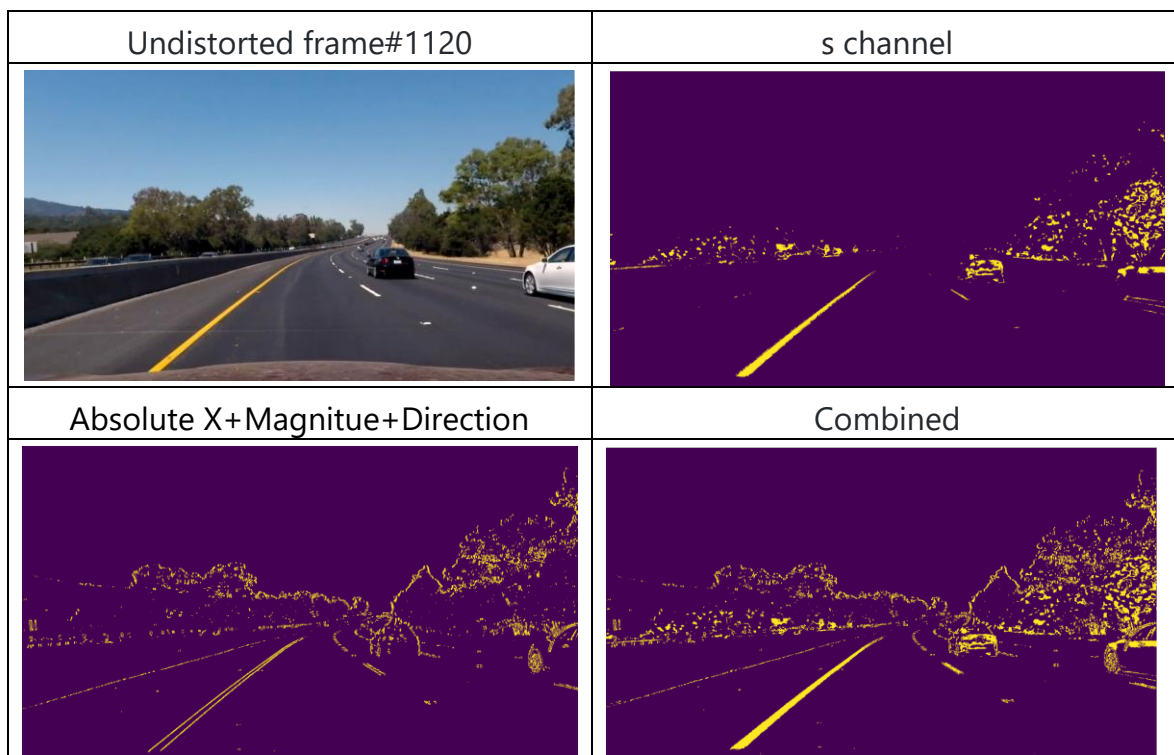 Undistorted frame#1120
s channel
Absolute X+Magnitue+Direction
Combined